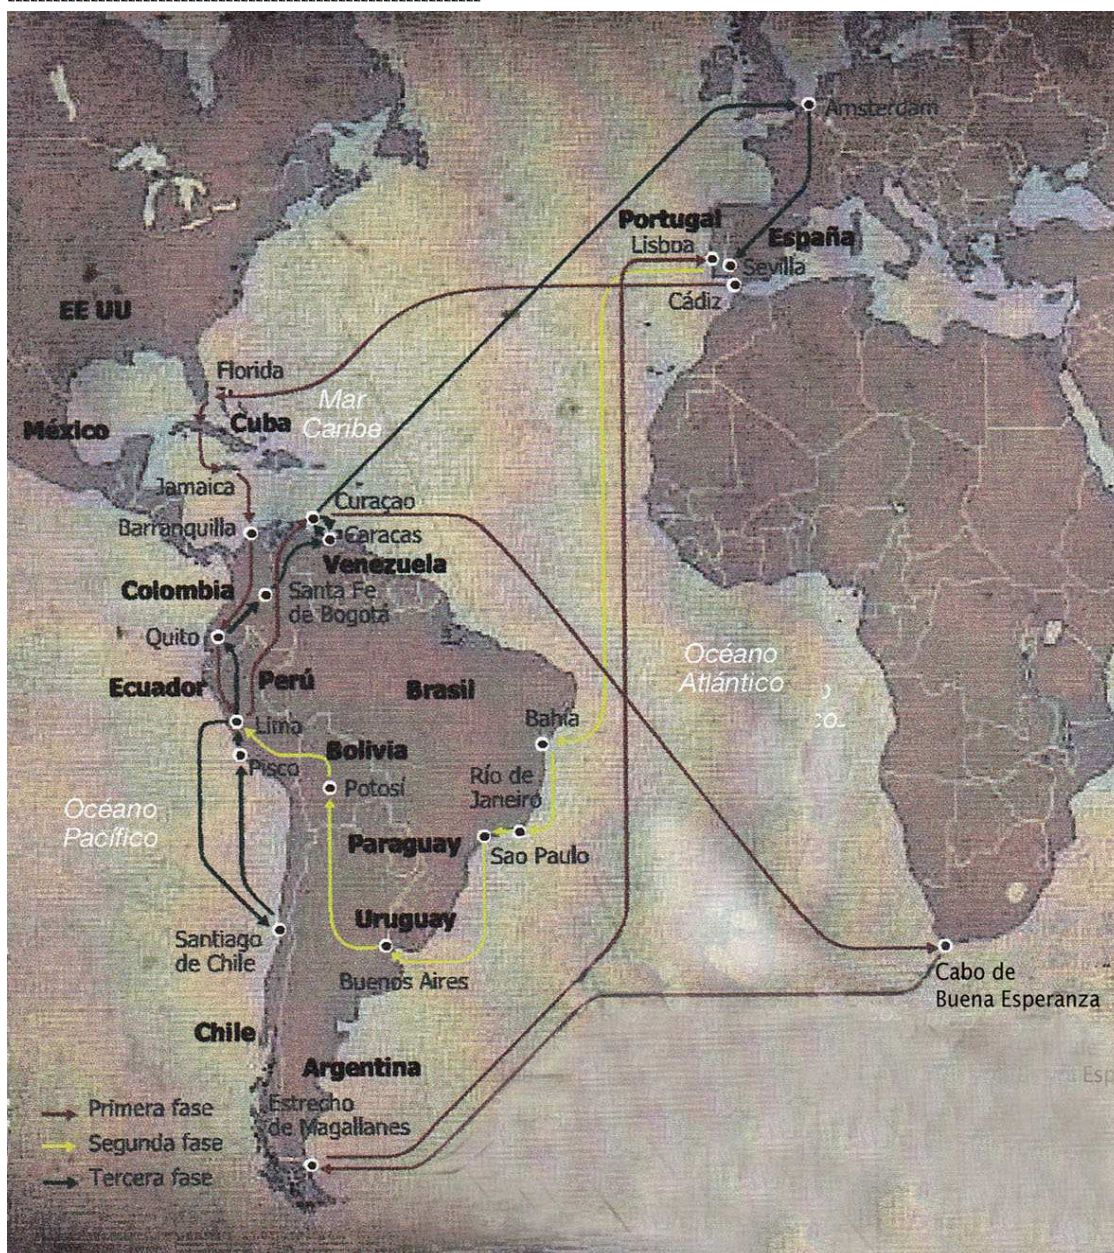 Amsterdam
Portugal
Lisboa
España
Sevilla
Cádiz
EE UU
Florida
Mar
Caribe
Cuba
México
Jamaica
Curaçao
Barranquilla
Caracas
Venezuela
Colombia
Santa Fe
de Bogotá
Quito
Océano
Atlántico
Ecuador
Perú
Brasil
Lima
Bahía
Bolivia
Pisco
Río de
Janeiro
Potosí
Océano
Pacífico
Paraguay
Sao Paulo
Uruguay
Santiago
de Chile
Buenos Aires
Cabo de
Buena Esperanza
Chile
Argentina
Estrecho
de Magallanes
Primera fase
Segunda fase
Tercera fase